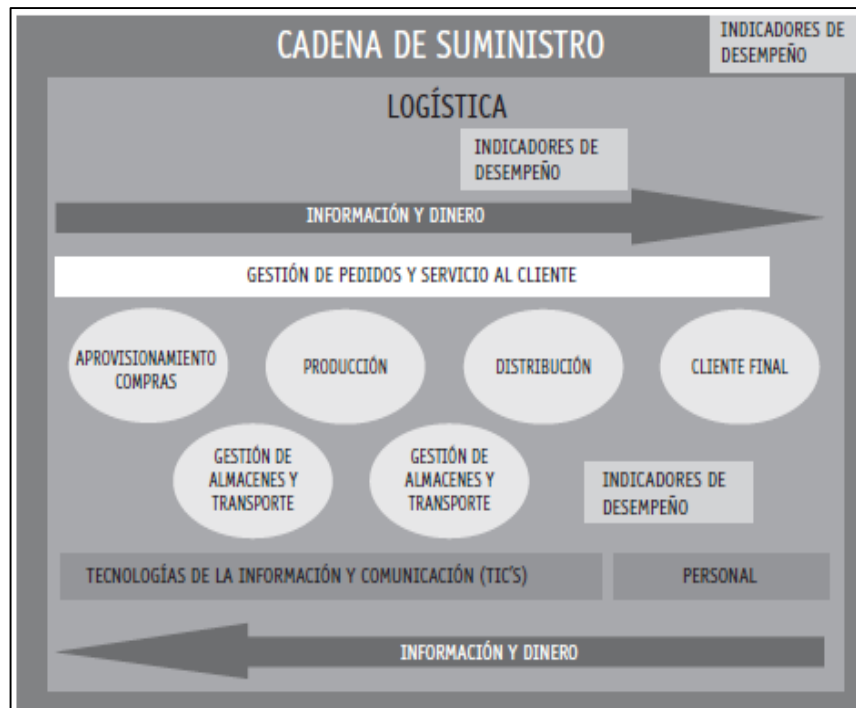 CADENA DE SUMINISTRO
INDICADORES DE
DESEMPEÑO
LOGÍSTICA
INDICADORES DE
DESEMPEÑO
INFORMACIÓN Y DINERO
GESTIÓN DE PEDIDOS Y SERVICIO AL CLIENTE
APROVISIONAMIENTO
COMPRAS
PRODUCCIÓN
DISTRIBUCIÓN
CLIENTE FINAL
GESTIÓN DE
ALMACENES Y
TRANSPORTE
GESTIÓN DE
ALMACENES Y
TRANSPORTE
INDICADORES DE
DESEMPEÑO
TECNOLOGÍAS DE LA INFORMACIÓN Y COMUNICACIÓN (TIC'S)
PERSONAL
INFORMACIÓN Y DINERO